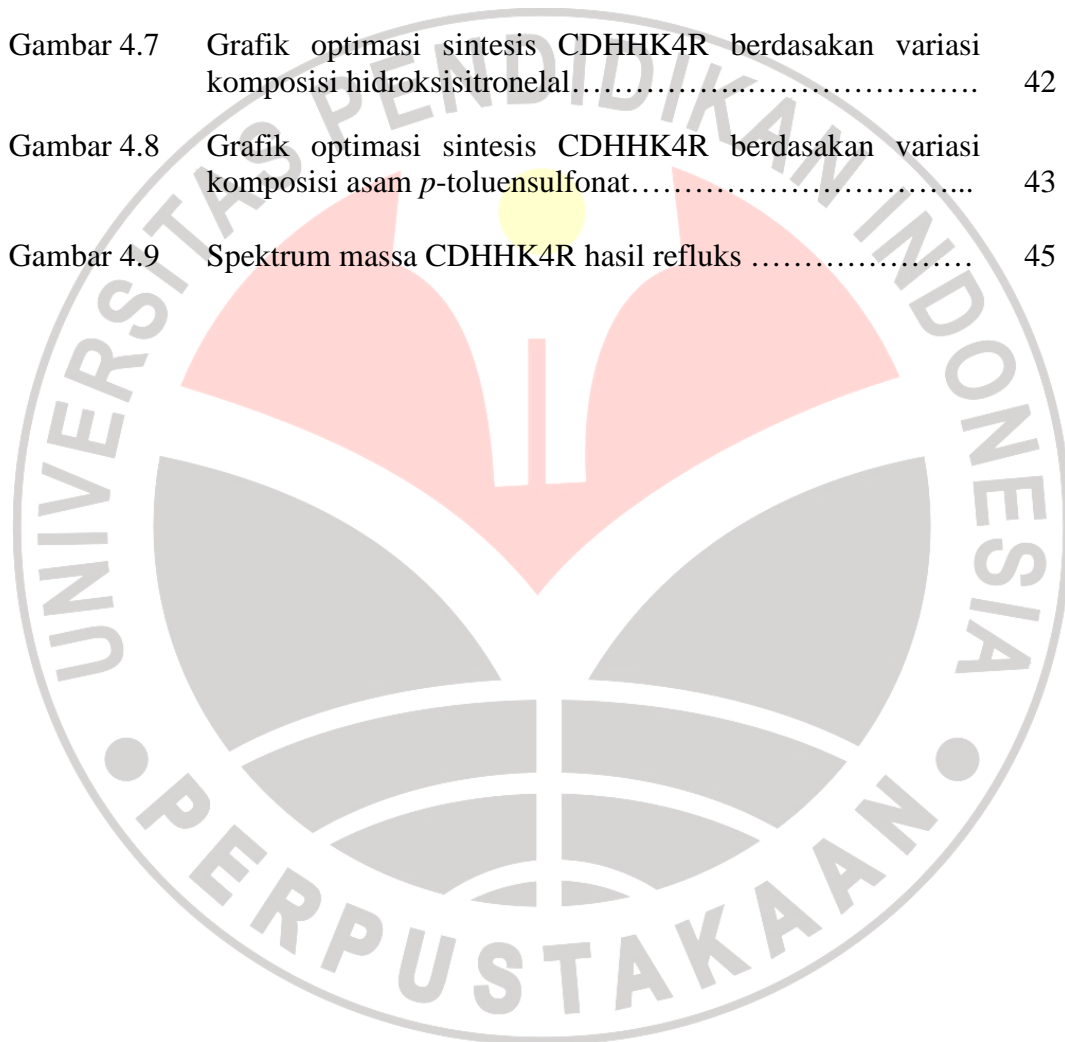 Gambar 4.7 Grafik optimasi sintesis CDHHK4R berdasakan variasi
komposisi hidroksisitronelal……………..…………………. 42
Gambar 4.8 Grafik optimasi sintesis CDHHK4R berdasakan variasi
komposisi asam p-toluensulfonat………………………….... 43
Gambar 4.9 Spektrum massa CDHHK4R hasil refluks ………………… 45
UNIVERSITAS PENDIDIKAN INDONESIA
PERPUSTAKAAN